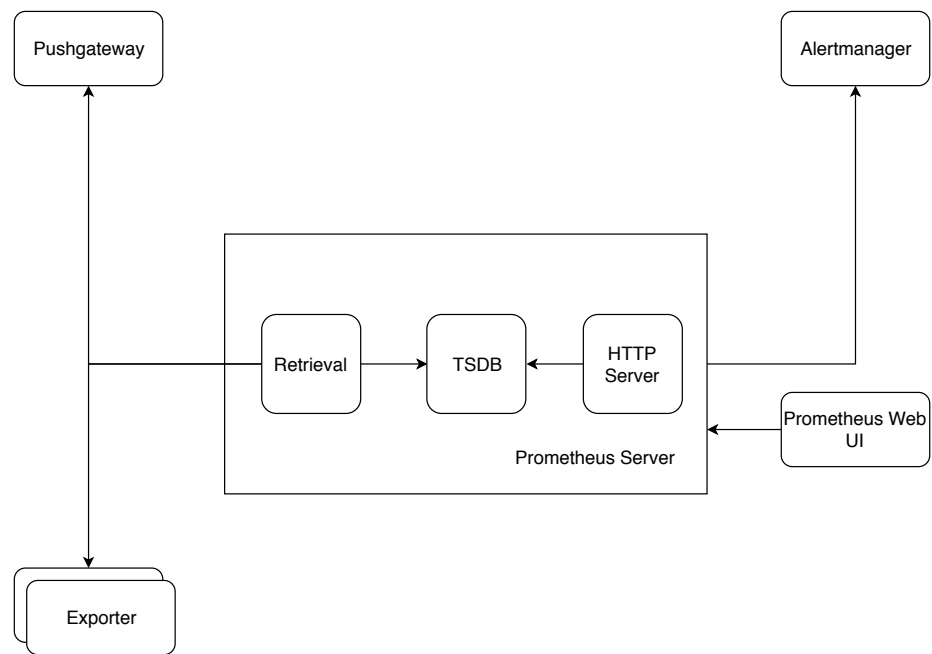 Pushgateway
Alertmanager
Retrieval
TSDB
HTTP
Server
Prometheus Server
Prometheus Web
UI
Exporter